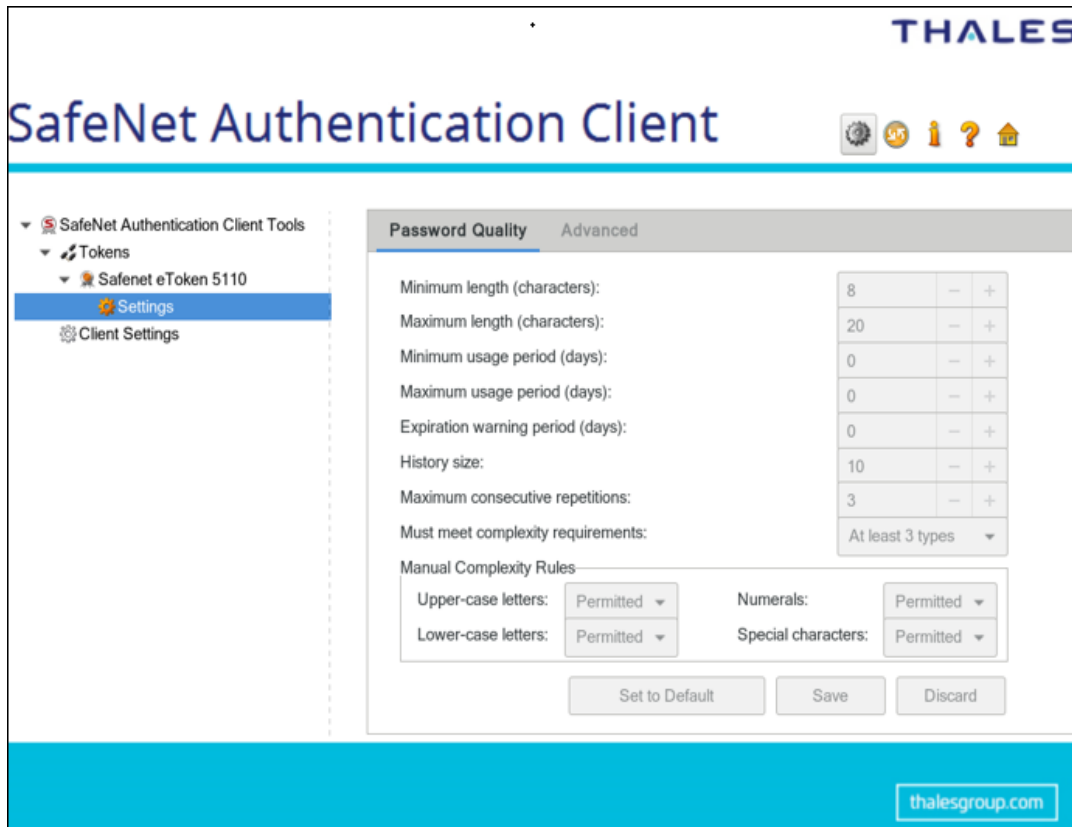 THALES
SafeNet Authentication Client
SafeNet Authentication Client Tools
Tokens
Safenet eToken 5110
Settings
Client Settings
Password Quality Advanced
Minimum length (characters): 8
Maximum length (characters): 20
Minimum usage period (days): 0
Maximum usage period (days): 0
Expiration warning period (days): 0
History size: 10
Maximum consecutive repetitions: 3
Must meet complexity requirements: At least 3 types
Manual Complexity Rules
Upper-case letters: Permitted Numerals: Permitted
Lower-case letters: Permitted Special characters: Permitted
Set to Default Save Discard
thalesgroup.com